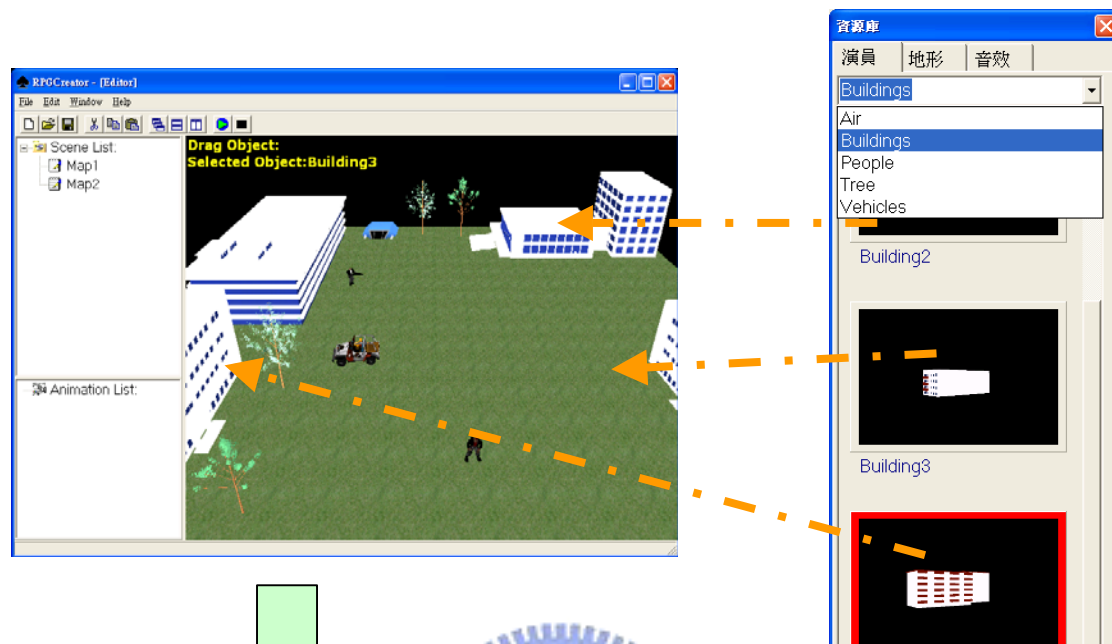 RPGCreator - [Editor]
File Edit Window Help
Scene List:
Map1
Map2
Animation List:
Drag Object:
Selected Object:Building3
資源庫
演員 地形 音效
Buildings
Air
Buildings
People
Tree
Vehicles
Building2
Building3